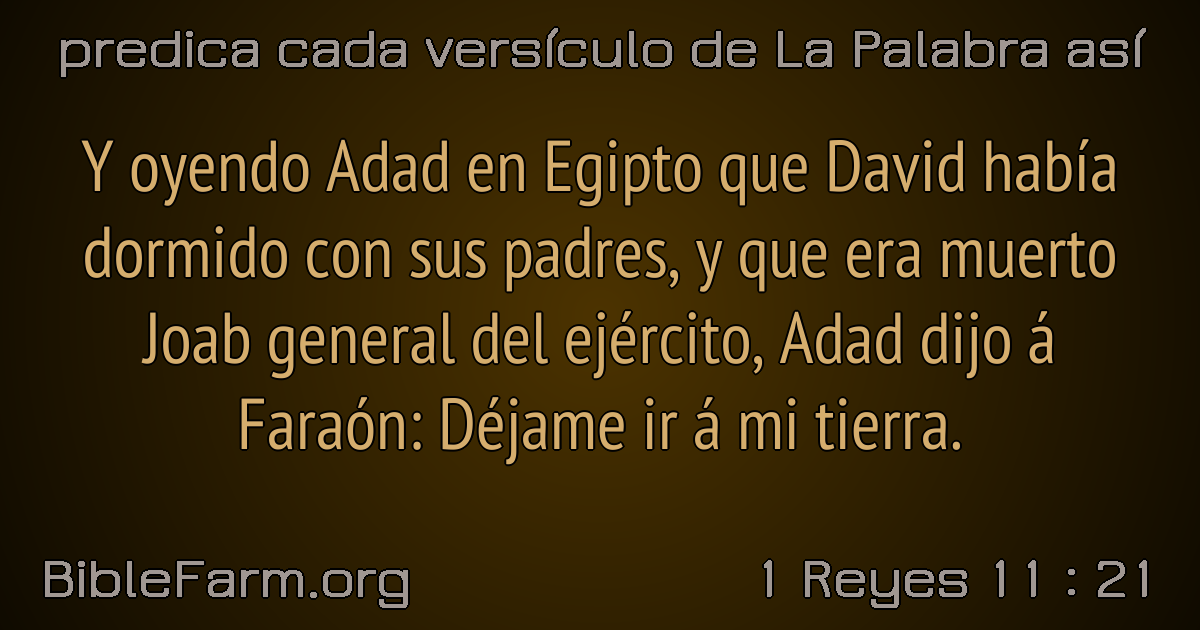 predica cada versículo de La Palabra así
Y oyendo Adad en Egipto que David había
dormido con sus padres, y que era muerto
Joab general del ejército, Adad dijo á
Faraón: Déjame ir á mi tierra.
BibleFarm.org
1 Reyes 11 : 21